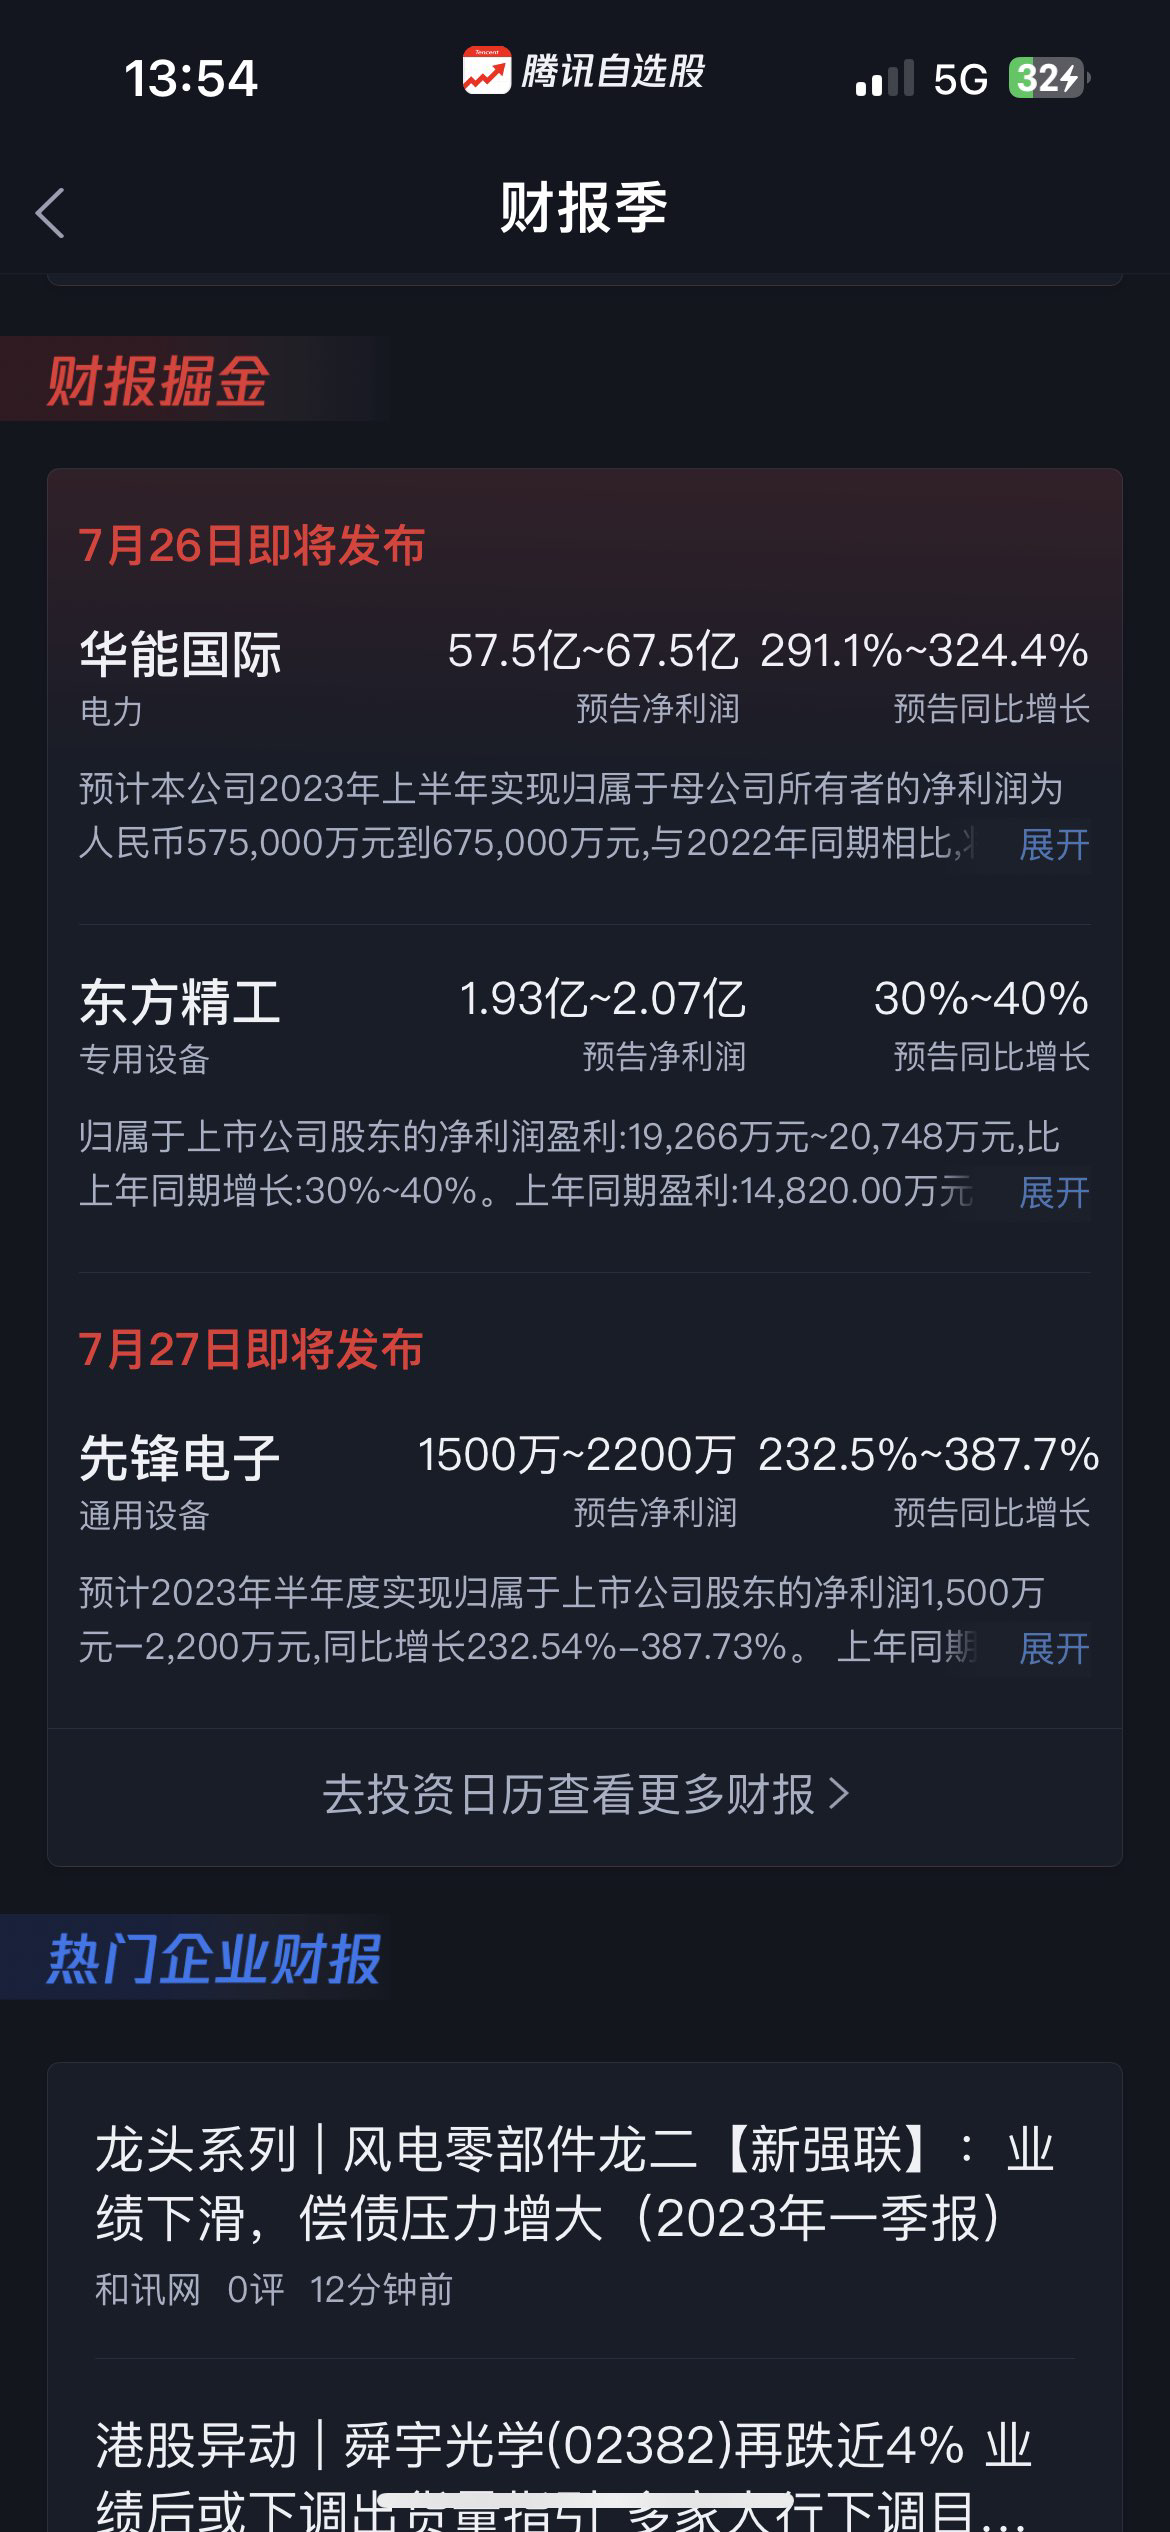 13:54
Tencent
腾讯自选股
5G
32
财报季
财报掘金
7月26日即将发布
华能国际 57.5亿~67.5亿 291.1%~324.4%
电力 预告净利润 预告同比增长
预计本公司2023年上半年实现归属于母公司所有者的净利润为
人民币575,000万元到675,000万元,与2022年同期相比, 展开
东方精工 1.93亿~2.07亿 30%~40%
专用设备 预告净利润 预告同比增长
归属于上市公司股东的净利润盈利:19,266万元~20,748万元,比
上年同期增长:30%~40%。上年同期盈利:14,820.00万元 展开
7月27日即将发布
先锋电子 1500万~2200万 232.5%~387.7%
通用设备 预告净利润 预告同比增长
预计2023年半年度实现归属于上市公司股东的净利润1,500万
元—2,200万元,同比增长232.54%–387.73%。 上年同期 展开
去投资日历查看更多财报
热门企业财报
龙头系列｜风电零部件龙二【新强联】：业
绩下滑，偿债压力增大（2023年一季报）
和讯网 0评 12分钟前
港股异动｜舜宇光学(02382)再跌近4% 业
绩后或下调出货量指引 多家大行下调目...